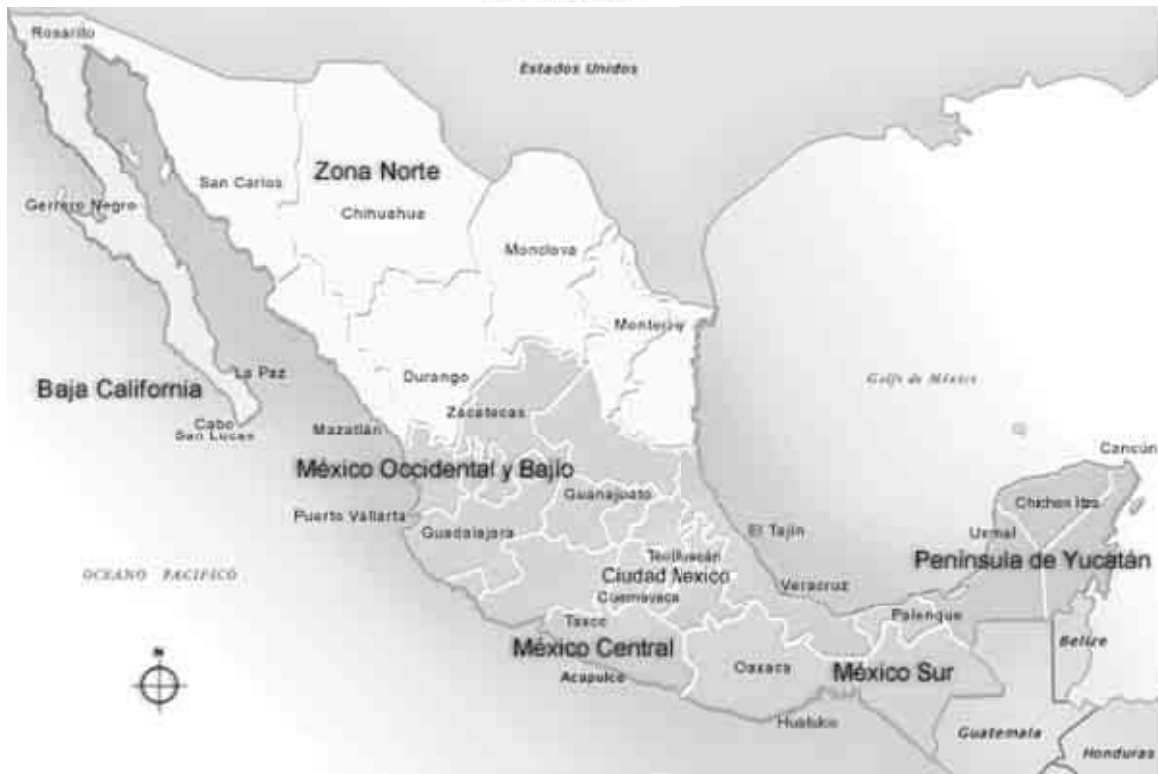 Rosarito
Estados Unidos
Zona Norte
San Carlos
Chihuahua
Gerrero Negro
Monclova
Monterrey
La Paz
Durango
Golfo de México
Baja California
Zacatecas
Cabo
San Lucas
Mazatlán
Cancún
México Occidental y Bajío
Guanajuato
Chichen Itza
Puerto Vallarta
Guadalajara
El Tajín
Uxmal
Teotihuacán
Península de Yucatán
OCEANO PACIFICO
Ciudad Mexico
Veracruz
Cuernavaca
Taxco
Palenque
México Central
Belize
N
Oaxaca
México Sur
Acapulco
Huatulco
Guatemala
Honduras